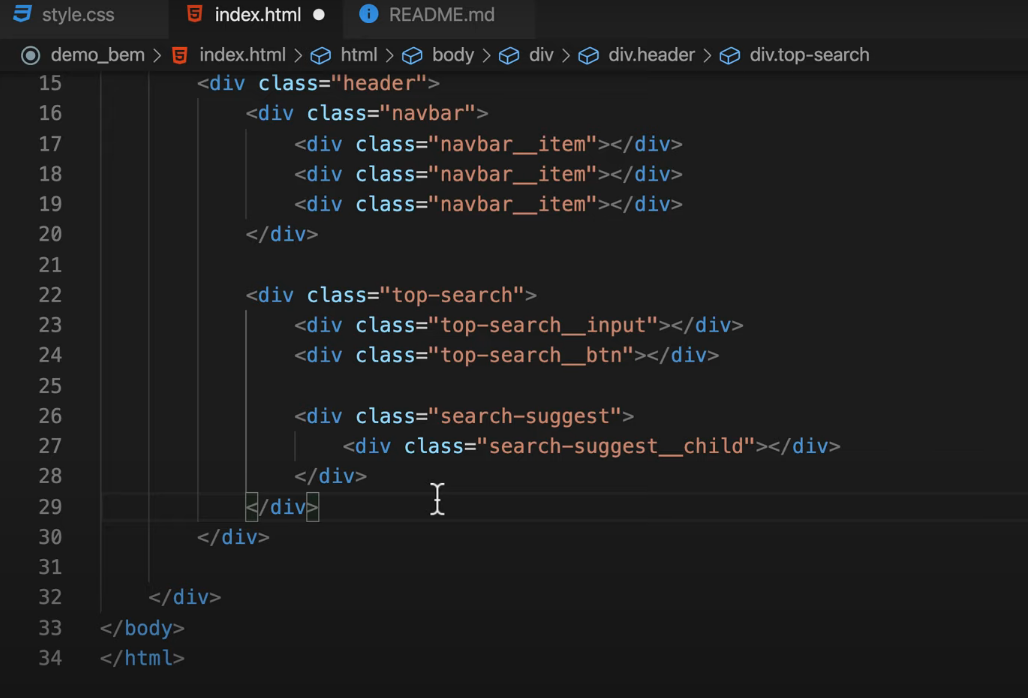 style.css index.html README.md
demo_bem > index.html > html > body > div > div.header > div.top-search
15 <div class="header">
16 <div class="navbar">
17 <div class="navbar__item"></div>
18 <div class="navbar__item"></div>
19 <div class="navbar__item"></div>
20 </div>
21
22 <div class="top-search">
23 <div class="top-search__input"></div>
24 <div class="top-search__btn"></div>
25
26 <div class="search-suggest">
27 <div class="search-suggest__child"></div>
28 </div>
29 </div>
30 </div>
31
32 </div>
33 </body>
34 </html>